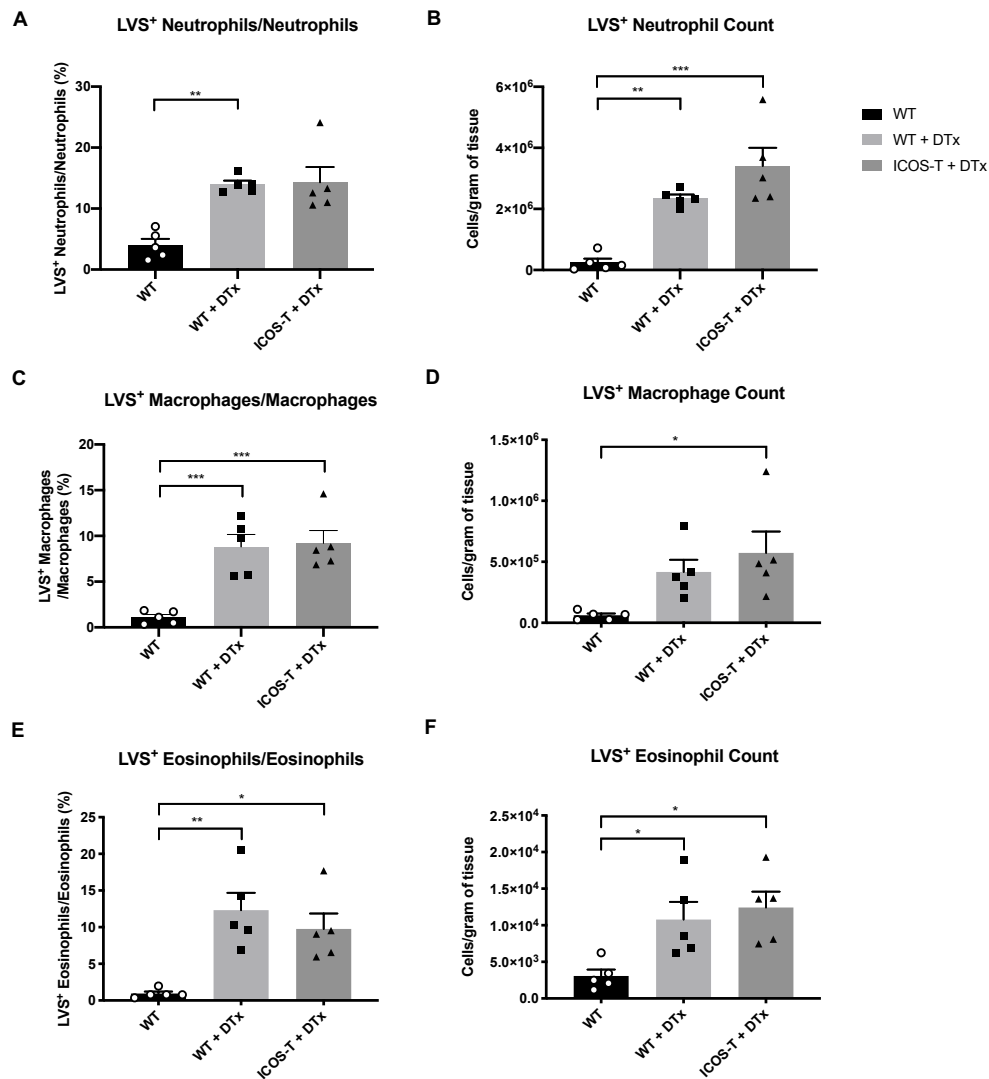 A
LVS⁺ Neutrophils/Neutrophils
LVS⁺ Neutrophils/Neutrophils (%)
30
20
10
0
**
WT
WT + DTx
ICOS-T + DTx
B
LVS⁺ Neutrophil Count
Cells/gram of tissue
6×10⁶
4×10⁶
2×10⁶
0
***
**
WT
WT + DTx
ICOS-T + DTx
WT
WT + DTx
ICOS-T + DTx
C
LVS⁺ Macrophages/Macrophages
LVS⁺ Macrophages
/Macrophages (%)
20
15
10
5
0
***
***
WT
WT + DTx
ICOS-T + DTx
D
LVS⁺ Macrophage Count
Cells/gram of tissue
1.5×10⁶
1.0×10⁶
5.0×10⁵
0.0
*
WT
WT + DTx
ICOS-T + DTx
E
LVS⁺ Eosinophils/Eosinophils
LVS⁺ Eosinophils/Eosinophils (%)
25
20
15
10
5
0
*
**
WT
WT + DTx
ICOS-T + DTx
F
LVS⁺ Eosinophil Count
Cells/gram of tissue
2.5×10⁴
2.0×10⁴
1.5×10⁴
1.0×10⁴
5.0×10³
0.0
*
*
WT
WT + DTx
ICOS-T + DTx